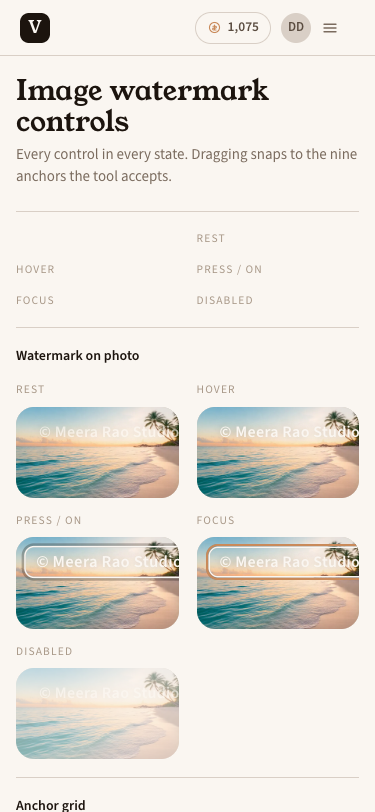 V
1,075
DD
Image watermark
controls
Every control in every state. Dragging snaps to the nine
anchors the tool accepts.
REST
HOVER
PRESS / ON
FOCUS
DISABLED
Watermark on photo
REST
HOVER
© Meera Rao Studio
© Meera Rao Studio
PRESS / ON
FOCUS
© Meera Rao Studio
© Meera Rao Studio
DISABLED
© Meera Rao Studio
Anchor grid